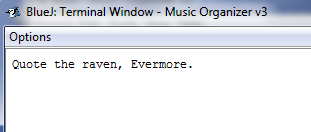 BlueJ: Terminal Window - Music Organizer v3
Options
Quote the raven, Evermore.